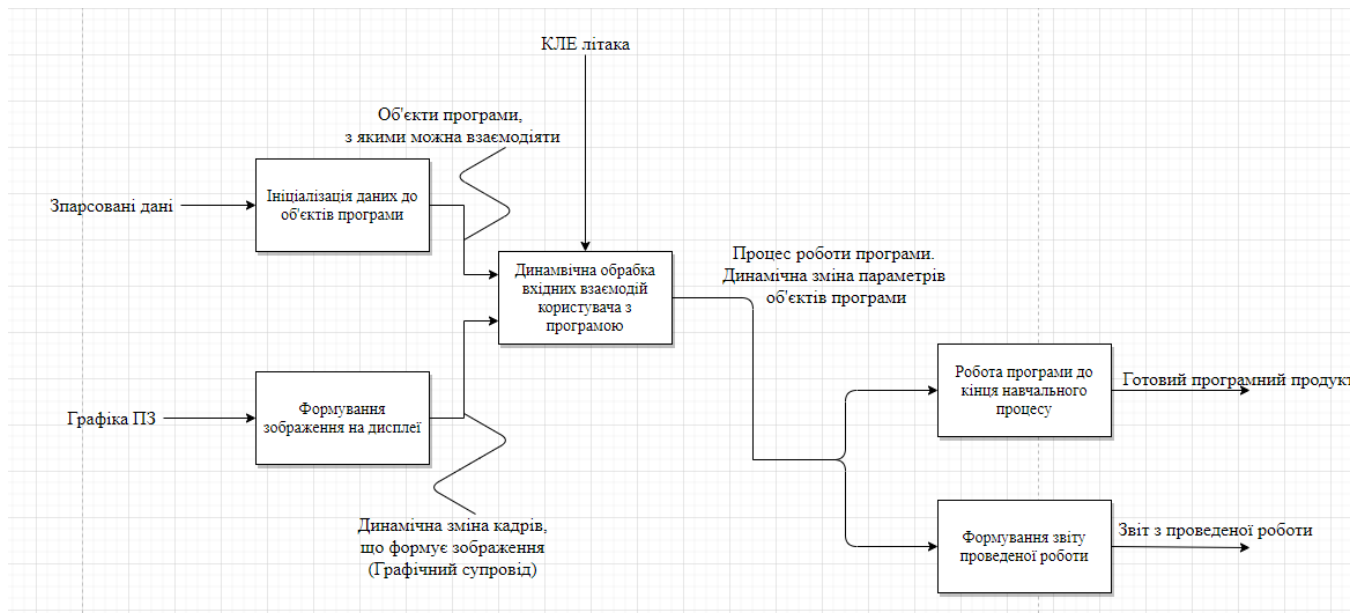 КЛЕ літака
Об'єкти програми,
з якими можна взаємодіяти
Зпарсовані дані
Ініціалізація даних до
об'єктів програми
Динамвічна обрабка
вхідних взаємодій
користувача з
програмою
Процес роботи програми.
Динамічна зміна параметрів
об'єктів програми
Графіка ПЗ
Формування
зображення на дисплеї
Динамічна зміна кадрів,
що формує зображення
(Графічний супровід)
Робота програми до
кінця навчального
процесу
Готовий програмний продукт
Формування звіту
проведеної роботи
Звіт з проведеної роботи